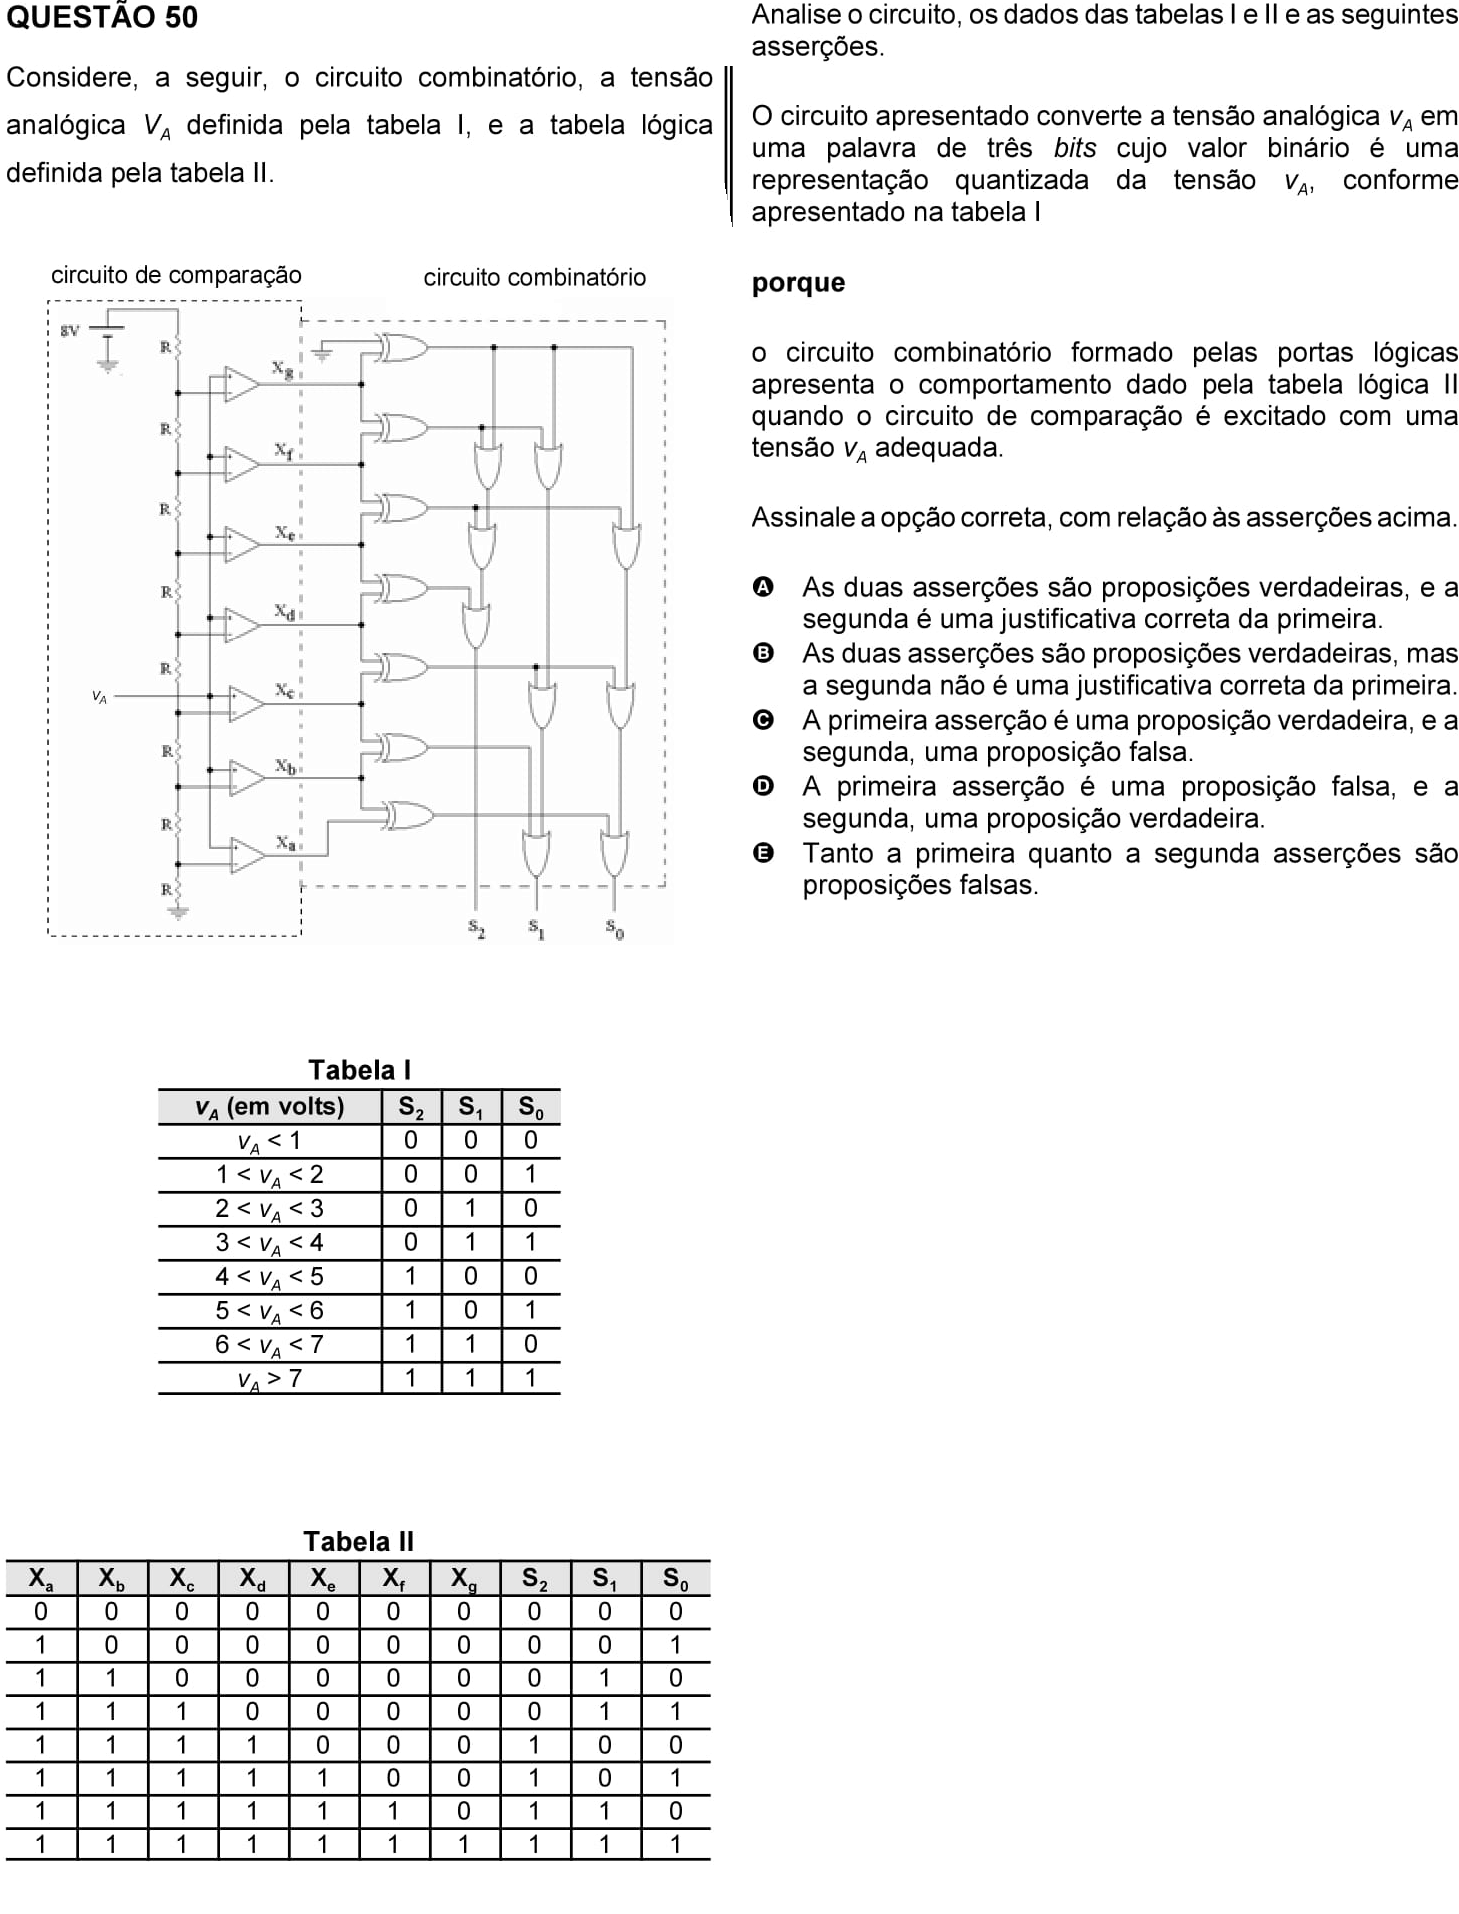 QUESTÃO 50
Considere, a seguir, o circuito combinatório, a tensão
analógica V_A definida pela tabela I, e a tabela lógica
definida pela tabela II.
circuito de comparação
circuito combinatório
8V
R
X_g
R
X_f
R
X_e
R
X_d
R
v_A
X_c
R
X_b
R
X_a
R
S_2 S_1 S_0
Tabela I
v_A (em volts) S_2 S_1 S_0
v_A < 1 0 0 0
1 < v_A < 2 0 0 1
2 < v_A < 3 0 1 0
3 < v_A < 4 0 1 1
4 < v_A < 5 1 0 0
5 < v_A < 6 1 0 1
6 < v_A < 7 1 1 0
v_A > 7 1 1 1
Tabela II
X_a X_b X_c X_d X_e X_f X_g S_2 S_1 S_0
0 0 0 0 0 0 0 0 0 0
1 0 0 0 0 0 0 0 0 1
1 1 0 0 0 0 0 0 1 0
1 1 1 0 0 0 0 0 1 1
1 1 1 1 0 0 0 1 0 0
1 1 1 1 1 0 0 1 0 1
1 1 1 1 1 1 0 1 1 0
1 1 1 1 1 1 1 1 1 1
Analise o circuito, os dados das tabelas I e II e as seguintes
asserções.
O circuito apresentado converte a tensão analógica v_A em
uma palavra de três bits cujo valor binário é uma
representação quantizada da tensão v_A, conforme
apresentado na tabela I
porque
o circuito combinatório formado pelas portas lógicas
apresenta o comportamento dado pela tabela lógica II
quando o circuito de comparação é excitado com uma
tensão v_A adequada.
Assinale a opção correta, com relação às asserções acima.
A As duas asserções são proposições verdadeiras, e a
segunda é uma justificativa correta da primeira.
B As duas asserções são proposições verdadeiras, mas
a segunda não é uma justificativa correta da primeira.
C A primeira asserção é uma proposição verdadeira, e a
segunda, uma proposição falsa.
D A primeira asserção é uma proposição falsa, e a
segunda, uma proposição verdadeira.
E Tanto a primeira quanto a segunda asserções são
proposições falsas.